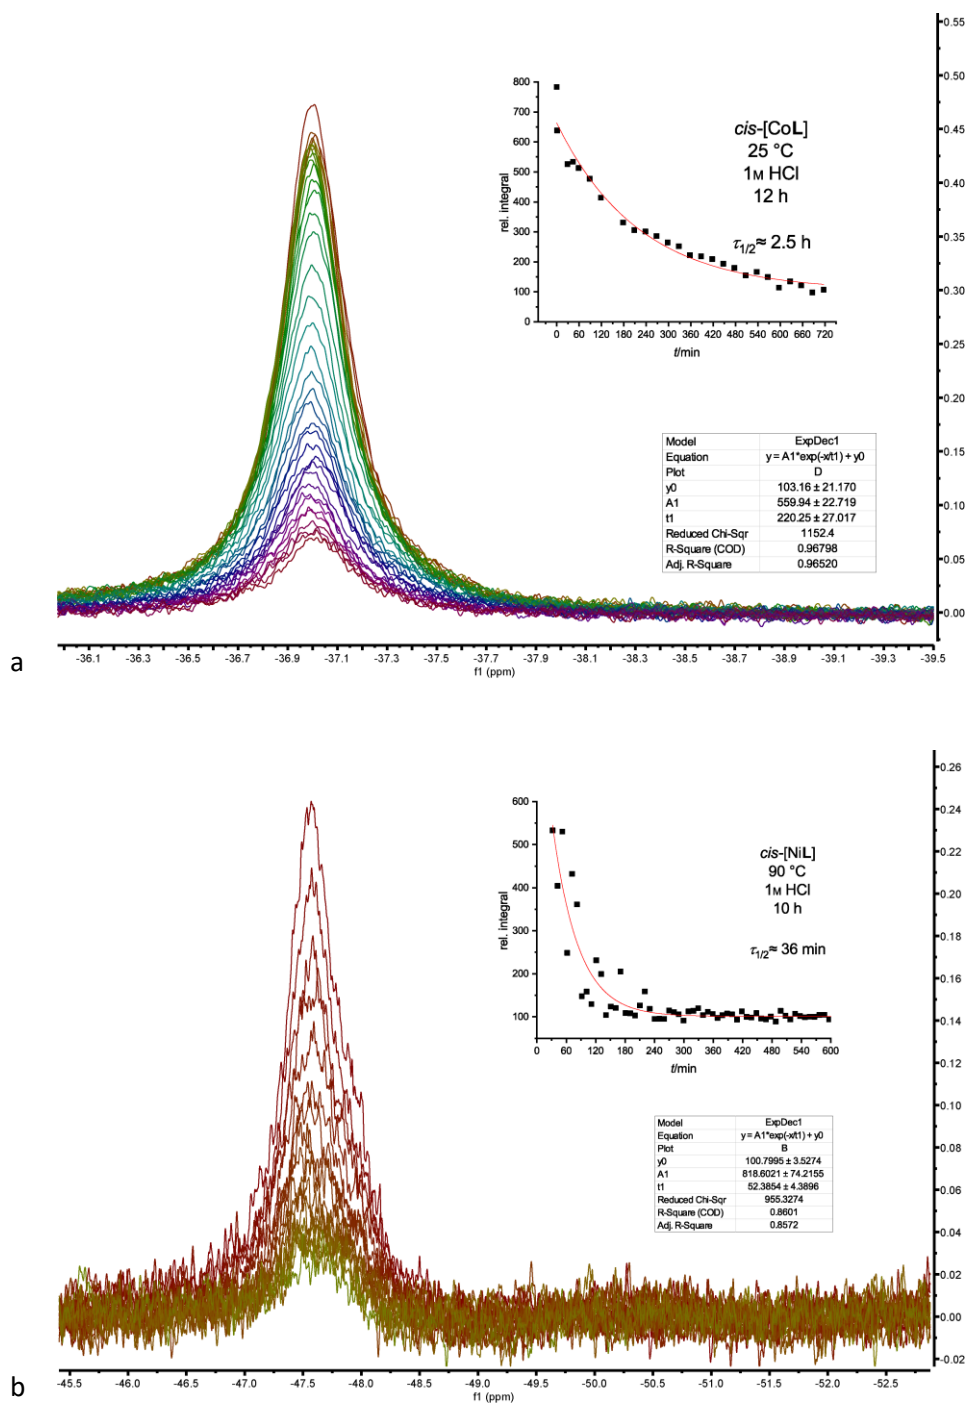 0.55
0.50
0.45
0.40
0.35
0.30
0.25
0.20
0.15
0.10
0.05
0.00
800
700
600
500
400
300
200
100
0
rel. integral
0 60 120 180 240 300 360 420 480 540 600 660 720
t/min
cis-[CoL]
25 °C
1M HCl
12 h
τ1/2≈ 2.5 h
Model ExpDec1
Equation y = A1*exp(-x/t1) + y0
Plot D
y0 103.16 ± 21.170
A1 559.94 ± 22.719
t1 220.25 ± 27.017
Reduced Chi-Sqr 1152.4
R-Square (COD) 0.96798
Adj. R-Square 0.96520
-36.1 -36.3 -36.5 -36.7 -36.9 -37.1 -37.3 -37.5 -37.7 -37.9 -38.1 -38.3 -38.5 -38.7 -38.9 -39.1 -39.3 -39.5
f1 (ppm)
a
0.26
0.24
0.22
0.20
0.18
0.16
0.14
0.12
0.10
0.08
0.06
0.04
0.02
0.00
-0.02
600
500
400
300
200
100
rel. integral
0 60 120 180 240 300 360 420 480 540 600
t/min
cis-[NiL]
90 °C
1M HCl
10 h
τ1/2≈ 36 min
Model ExpDec1
Equation y = A1*exp(-x/t1) + y0
Plot B
y0 100.7995 ± 3.5274
A1 818.6021 ± 74.2155
t1 52.3854 ± 4.3896
Reduced Chi-Sqr 955.3274
R-Square (COD) 0.8601
Adj. R-Square 0.8572
-45.5 -46.0 -46.5 -47.0 -47.5 -48.0 -48.5 -49.0 -49.5 -50.0 -50.5 -51.0 -51.5 -52.0 -52.5
f1 (ppm)
b